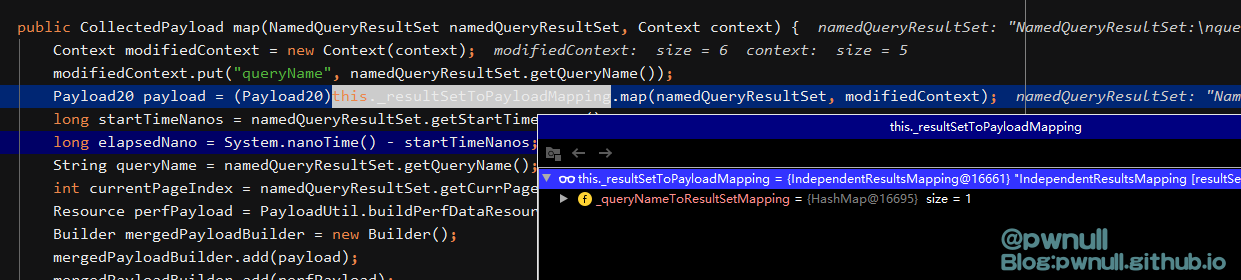 public CollectedPayload map(NamedQueryResultSet namedQueryResultSet, Context context) { namedQueryResultSet: "NamedQueryResultSet:\nque
Context modifiedContext = new Context(context); modifiedContext: size = 6 context: size = 5
modifiedContext.put("queryName", namedQueryResultSet.getQueryName());
Payload20 payload = (Payload20)this._resultSetToPayloadMapping.map(namedQueryResultSet, modifiedContext); namedQueryResultSet: "Nam
long startTimeNanos = namedQueryResultSet.getStartTime
long elapsedNano = System.nanoTime() - startTimeNanos;
String queryName = namedQueryResultSet.getQueryName();
int currentPageIndex = namedQueryResultSet.getCurrPage
Resource perfPayload = PayloadUtil.buildPerfDataResour
Builder mergedPayloadBuilder = new Builder();
mergedPayloadBuilder.add(payload);
mergedPayloadBuilder.add(perfPayload);
this._resultSetToPayloadMapping
this._resultSetToPayloadMapping = {IndependentResultsMapping@16661} "IndependentResultsMapping [resultSe
f _queryNameToResultSetMapping = {HashMap@16695} size = 1
@pwnull
Blog:pwnull.github.io